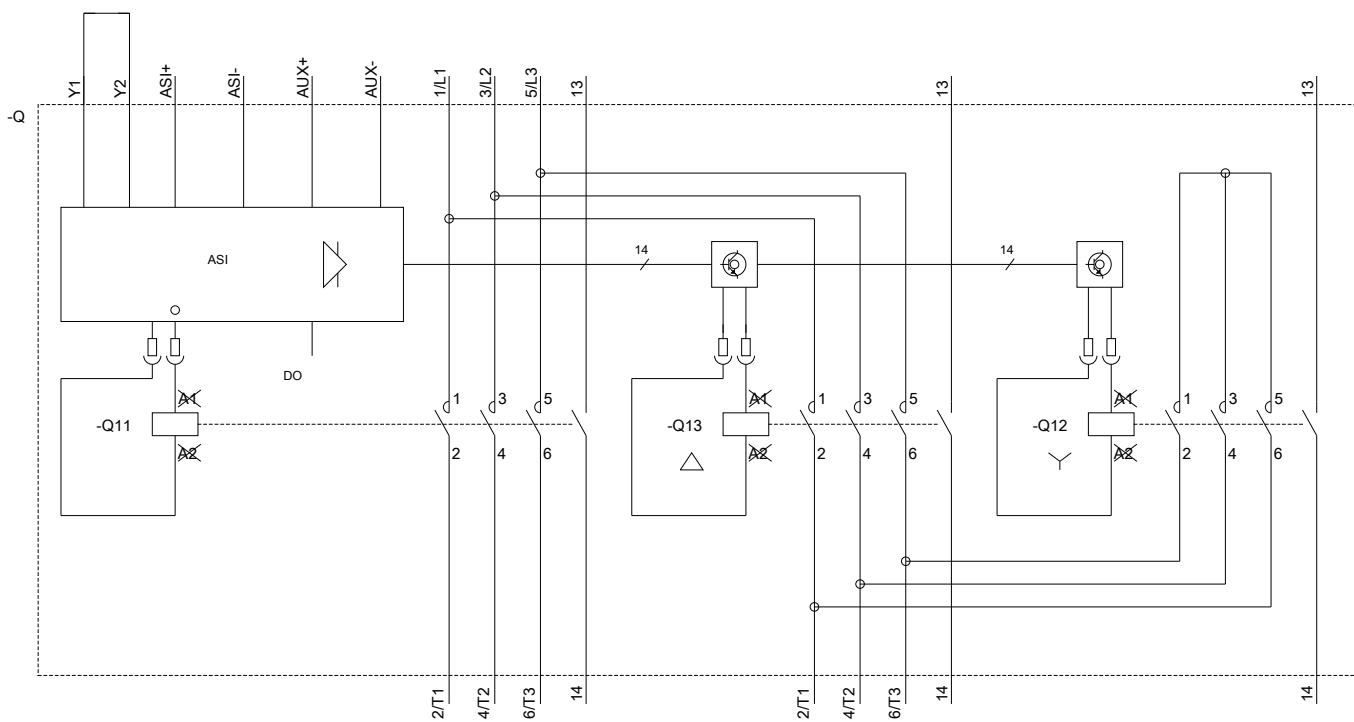 Y1
Y2
ASI+
ASI-
AUX+
AUX-
1/L1
3/L2
5/L3
13
13
13
-Q
ASI
14
14
DO
-Q11
A1
A2
1
3
5
2
4
6
-Q13
A1
A2
1
3
5
2
4
6
-Q12
A1
A2
1
3
5
2
4
6
2/T1
4/T2
6/T3
14
2/T1
4/T2
6/T3
14
14